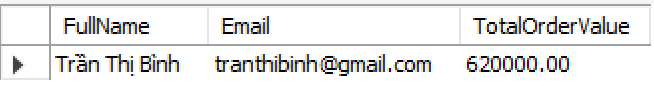 FullName Email TotalOrderValue
Trần Thị Bình tranthibinh@gmail.com 620000.00